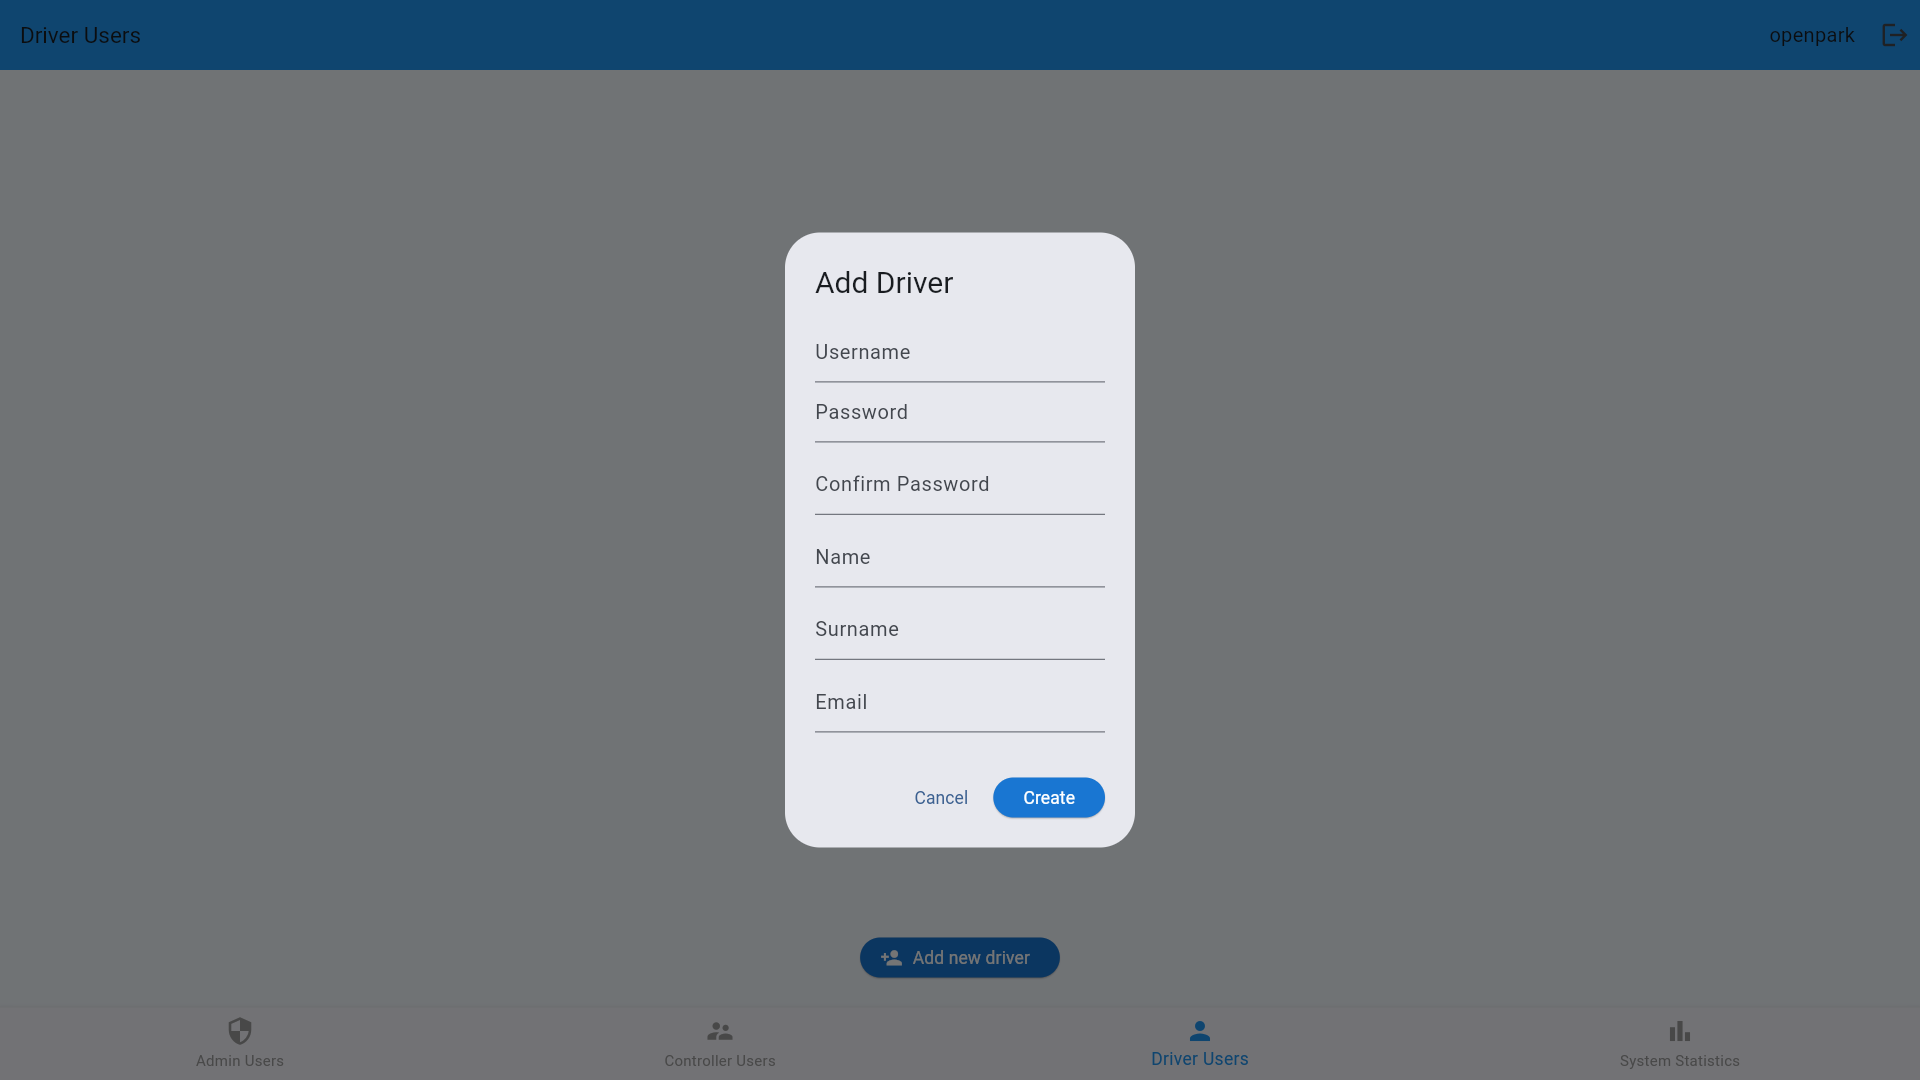 Driver Users
openpark
Add Driver
Username
Password
Confirm Password
Name
Surname
Email
Cancel
Create
Add new driver
Admin Users
Controller Users
Driver Users
System Statistics